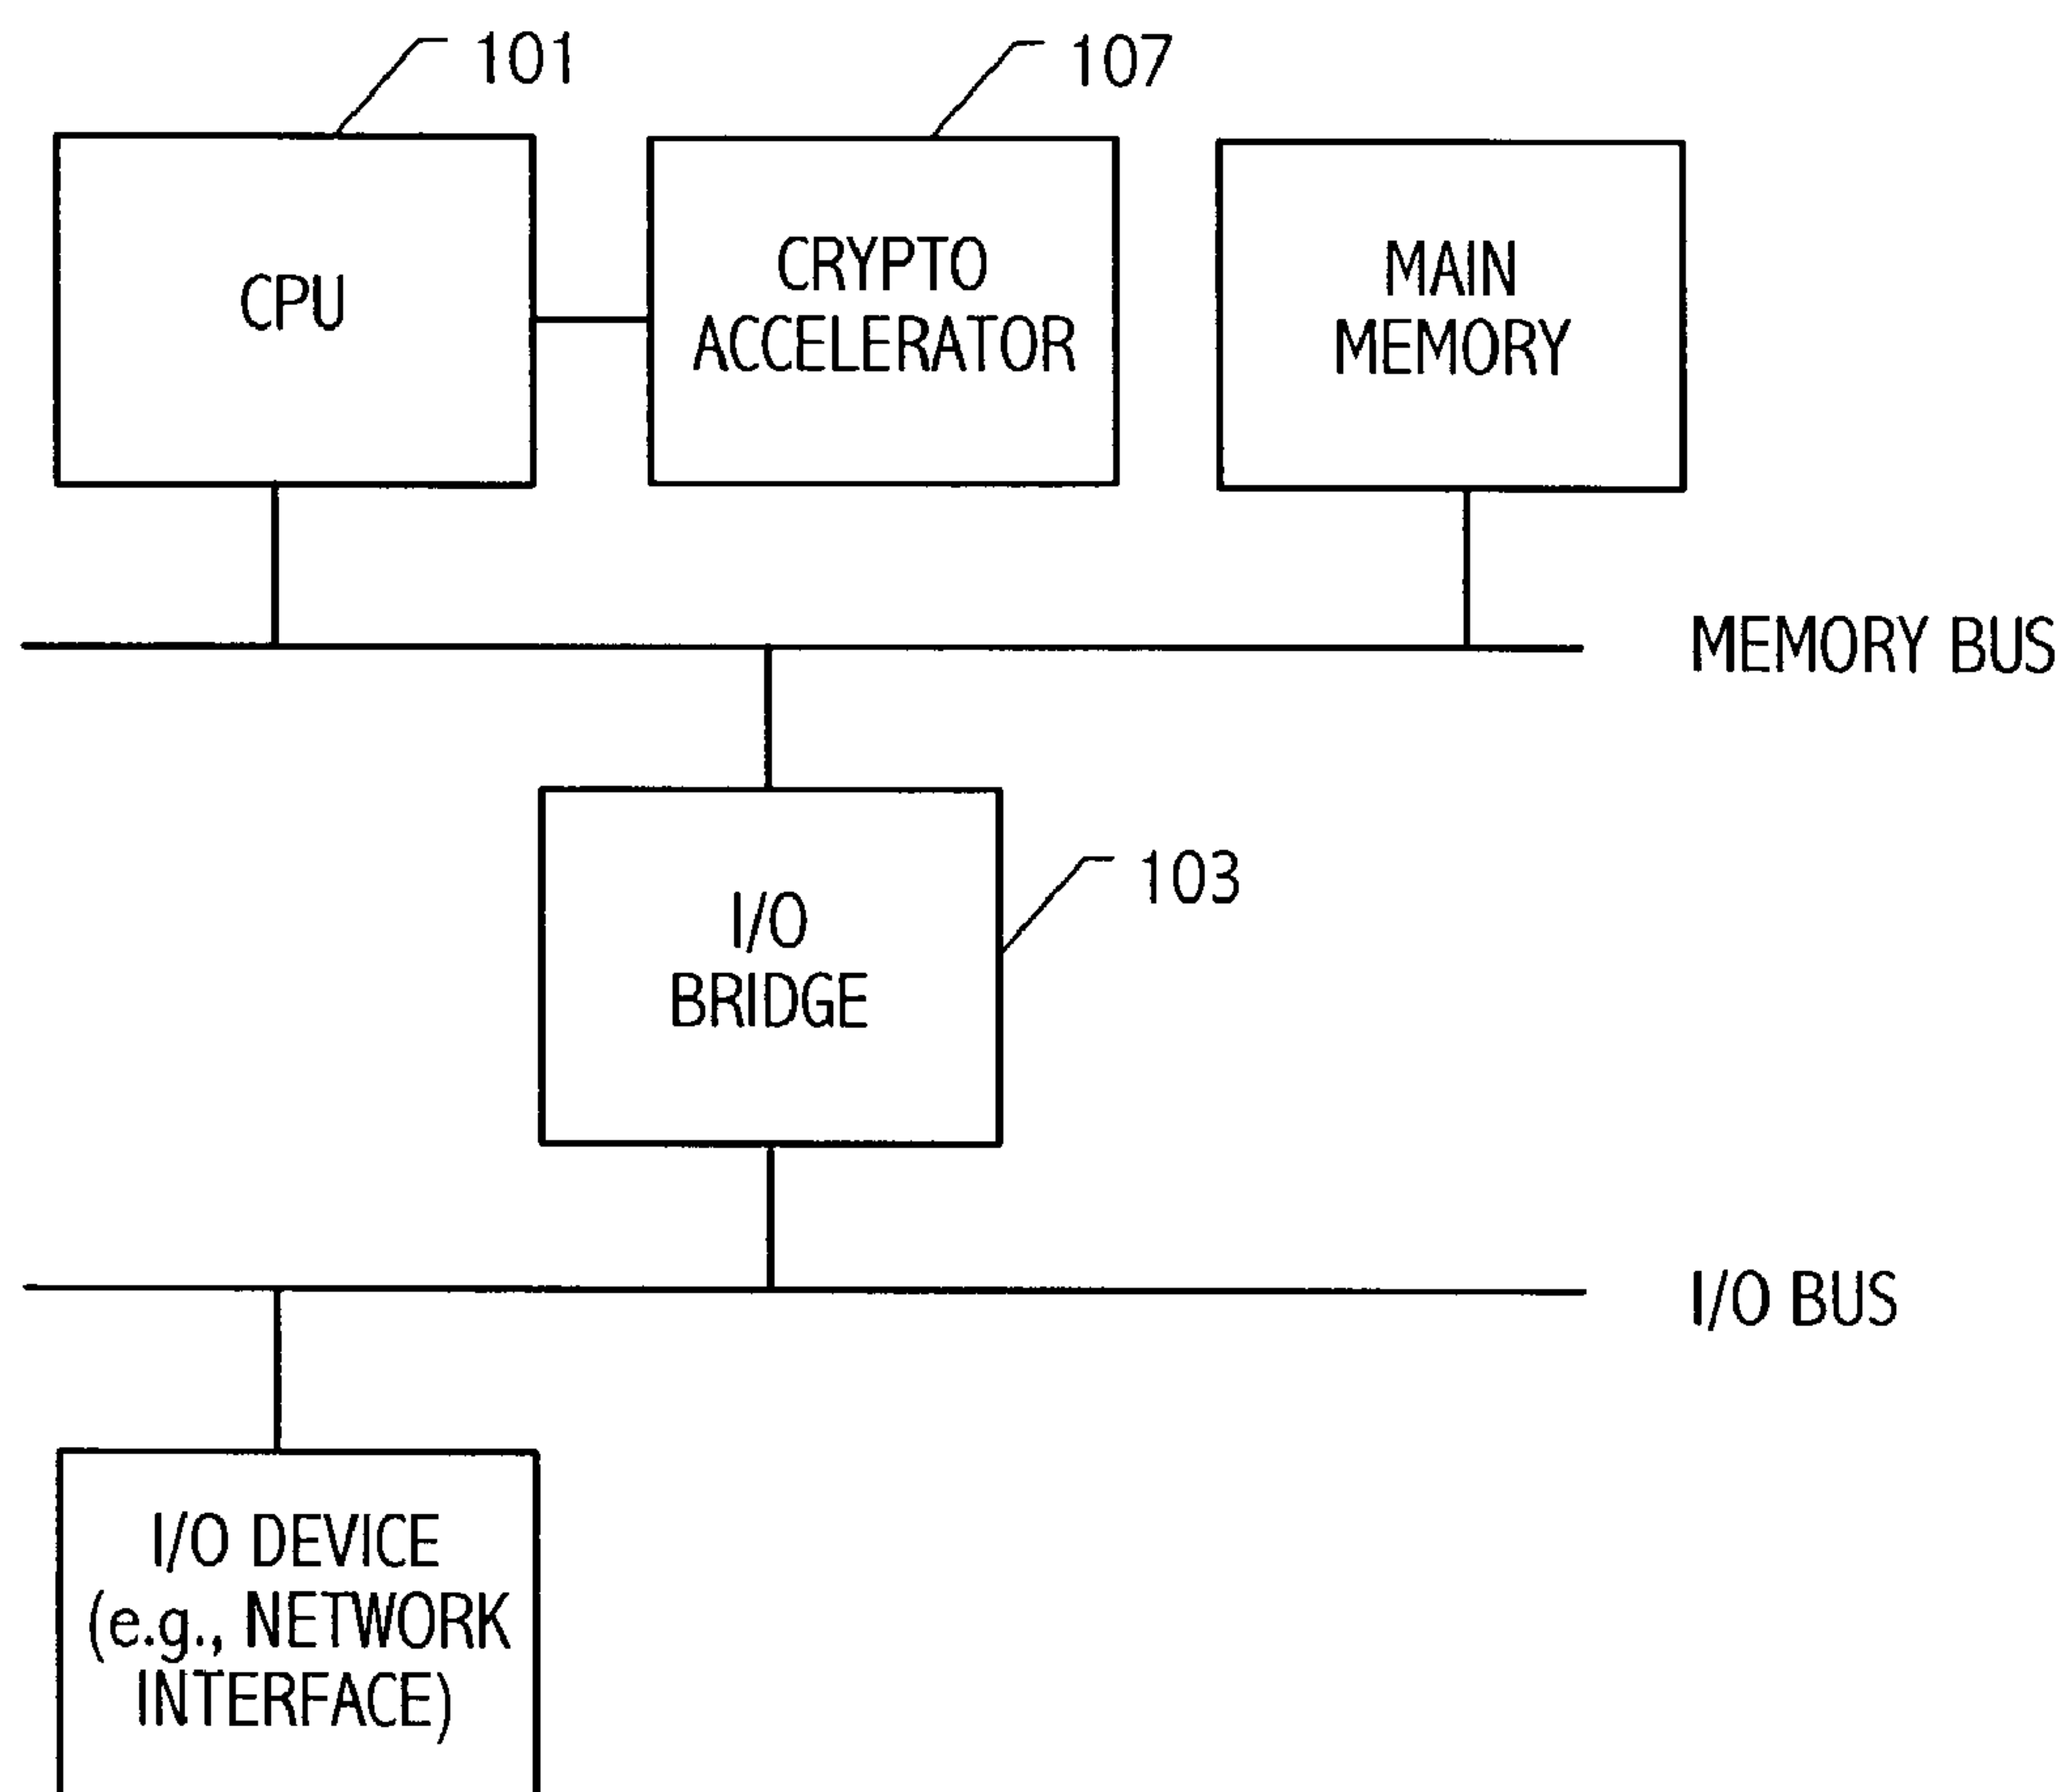 101
107
CPU
CRYPTO
ACCELERATOR
MAIN
MEMORY
MEMORY BUS
103
I/O
BRIDGE
I/O BUS
I/O DEVICE
(e.g., NETWORK
INTERFACE)